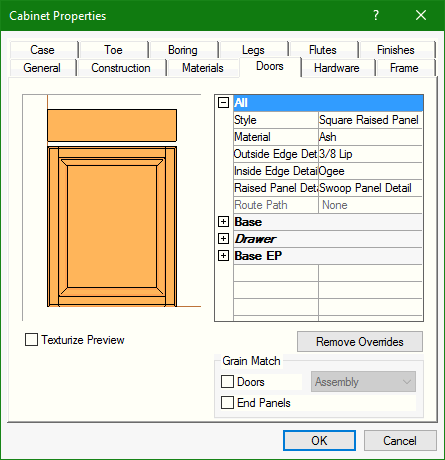 Cabinet Properties
?
Case Toe Boring Legs Flutes Finishes
General Construction Materials Doors Hardware Frame
All
Style Square Raised Panel
Material Ash
Outside Edge Det 3/8 Lip
Inside Edge Detai Ogee
Raised Panel Det Swoop Panel Detail
Route Path None
Base
Drawer
Base EP
Texturize Preview
Remove Overrides
Grain Match
Doors Assembly
End Panels
OK Cancel